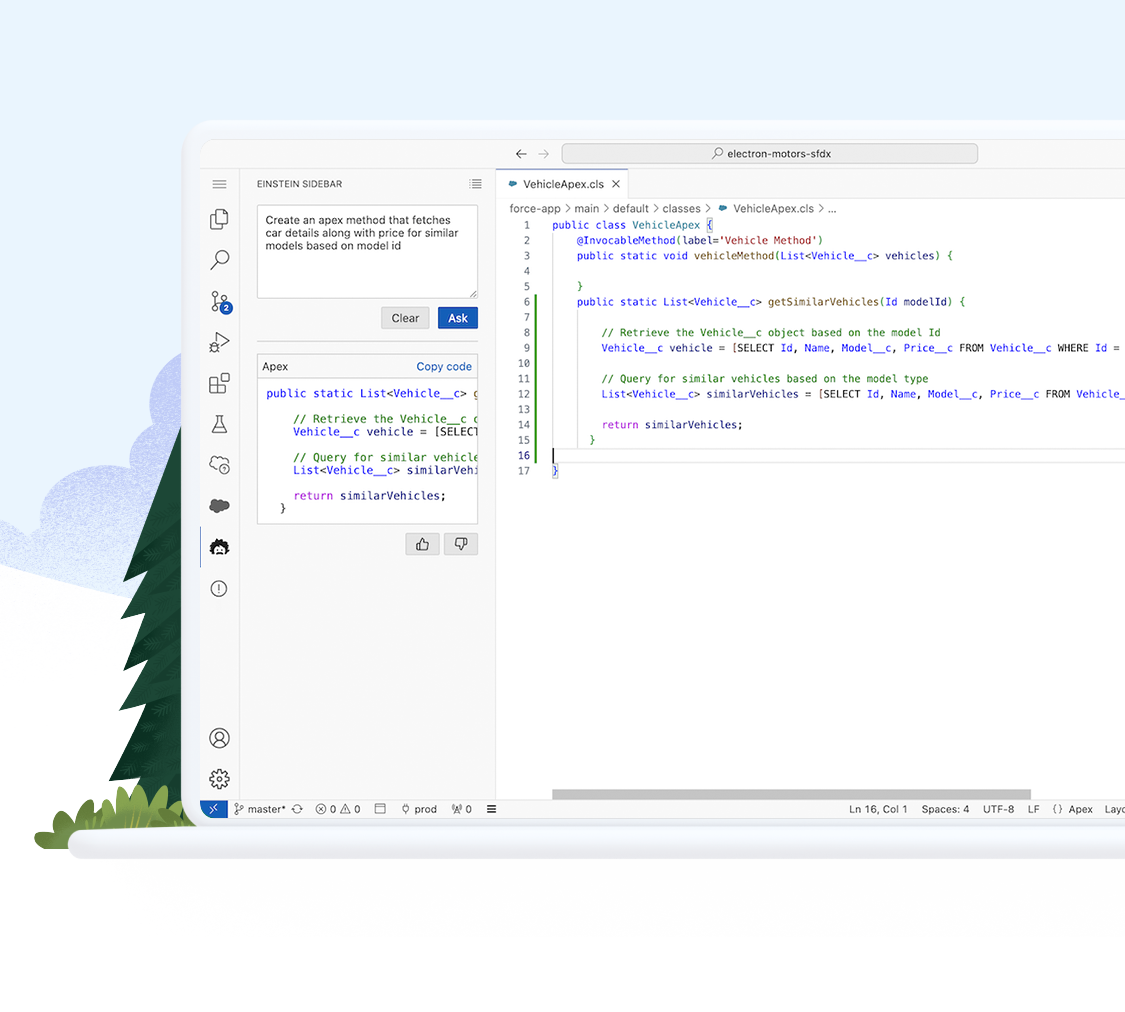 electron-motors-sfdx
EINSTEIN SIDEBAR
Create an apex method that fetches
car details along with price for similar
models based on model id
Clear
Ask
2
Apex
Copy code
public static List<Vehicle__c> g
// Retrieve the Vehicle__c o
Vehicle__c vehicle = [SELECT
// Query for similar vehicle
List<Vehicle__c> similarVehi
return similarVehicles;
}
VehicleApex.cls
force-app > main > default > classes > VehicleApex.cls > ...
1 public class VehicleApex {
2 @InvocableMethod(label='Vehicle Method')
3 public static void vehicleMethod(List<Vehicle__c> vehicles) {
4
5 }
6 public static List<Vehicle__c> getSimilarVehicles(Id modelId) {
7
8 // Retrieve the Vehicle__c object based on the model Id
9 Vehicle__c vehicle = [SELECT Id, Name, Model__c, Price__c FROM Vehicle__c WHERE Id =
10
11 // Query for similar vehicles based on the model type
12 List<Vehicle__c> similarVehicles = [SELECT Id, Name, Model__c, Price__c FROM Vehicle_
13
14 return similarVehicles;
15 }
16
17 }
master* 0 0 prod 0 Ln 16, Col 1 Spaces: 4 UTF-8 LF {} Apex Layo